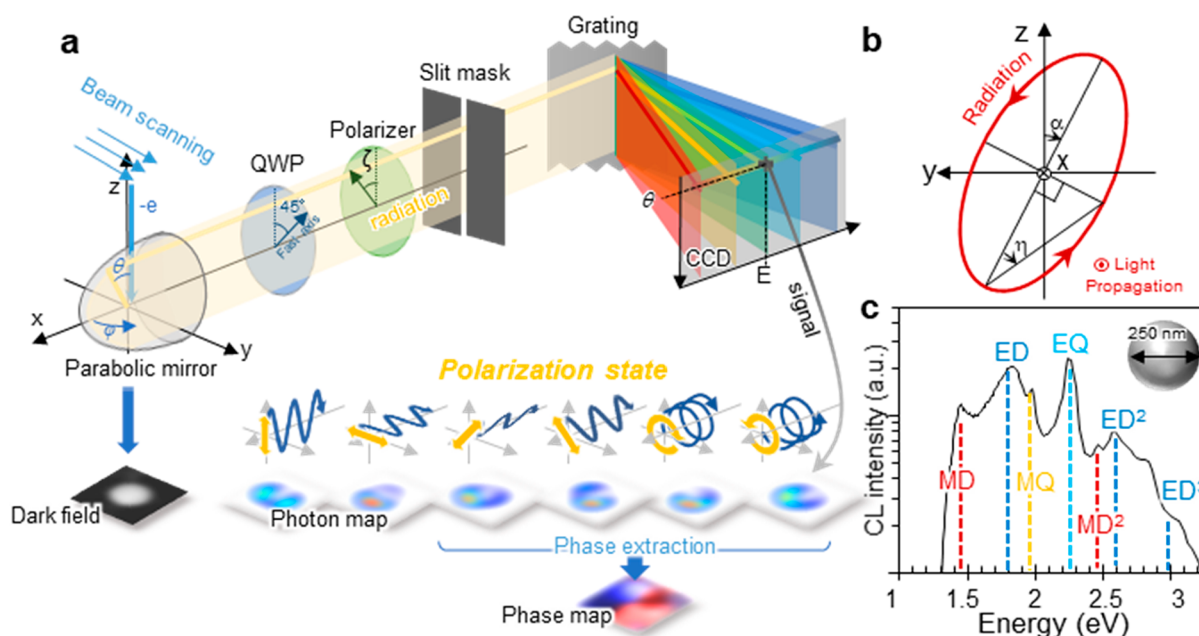 a
Beam scanning
z
-e
θ
φ
x
y
Parabolic mirror
QWP
45°
Fast axis
Polarizer
ζ
radiation
Slit mask
Grating
θ
CCD
E
signal
Polarization state
Dark field
Photon map
Phase extraction
Phase map
b
z
Radiation
α
x
y
η
Light
Propagation
c
250 nm
CL intensity (a.u.)
MD
ED
MQ
EQ
MD²
ED²
1
1.5
2
2.5
3
Energy (eV)